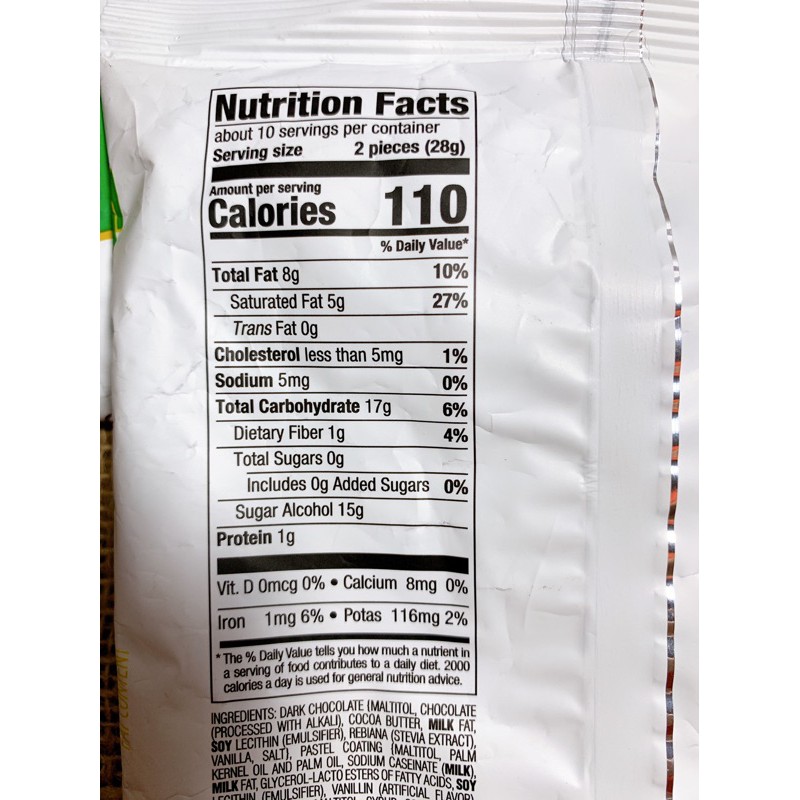 Nutrition Facts
about 10 servings per container
Serving size 2 pieces (28g)
Amount per serving
Calories 110
% Daily Value*
Total Fat 8g 10%
Saturated Fat 5g 27%
Trans Fat 0g
Cholesterol less than 5mg 1%
Sodium 5mg 0%
Total Carbohydrate 17g 6%
Dietary Fiber 1g 4%
Total Sugars 0g
Includes 0g Added Sugars 0%
Sugar Alcohol 15g
Protein 1g
Vit. D 0mcg 0% • Calcium 8mg 0%
Iron 1mg 6% • Potas 116mg 2%
* The % Daily Value tells you how much a nutrient in
a serving of food contributes to a daily diet. 2000
calories a day is used for general nutrition advice.
INGREDIENTS: DARK CHOCOLATE (MALTITOL, CHOCOLATE
(PROCESSED WITH ALKALI), COCOA BUTTER, MILK FAT,
SOY LECITHIN (EMULSIFIER), REBIANA (STEVIA EXTRACT),
VANILLA, SALT), PASTEL COATING (MALTITOL, PALM
KERNEL OIL AND PALM OIL, SODIUM CASEINATE (MILK),
MILK FAT, GLYCEROL-LACTO ESTERS OF FATTY ACIDS, SOY
LECITHIN (EMULSIFIER), VANILLIN (ARTIFICIAL FLAVOR)